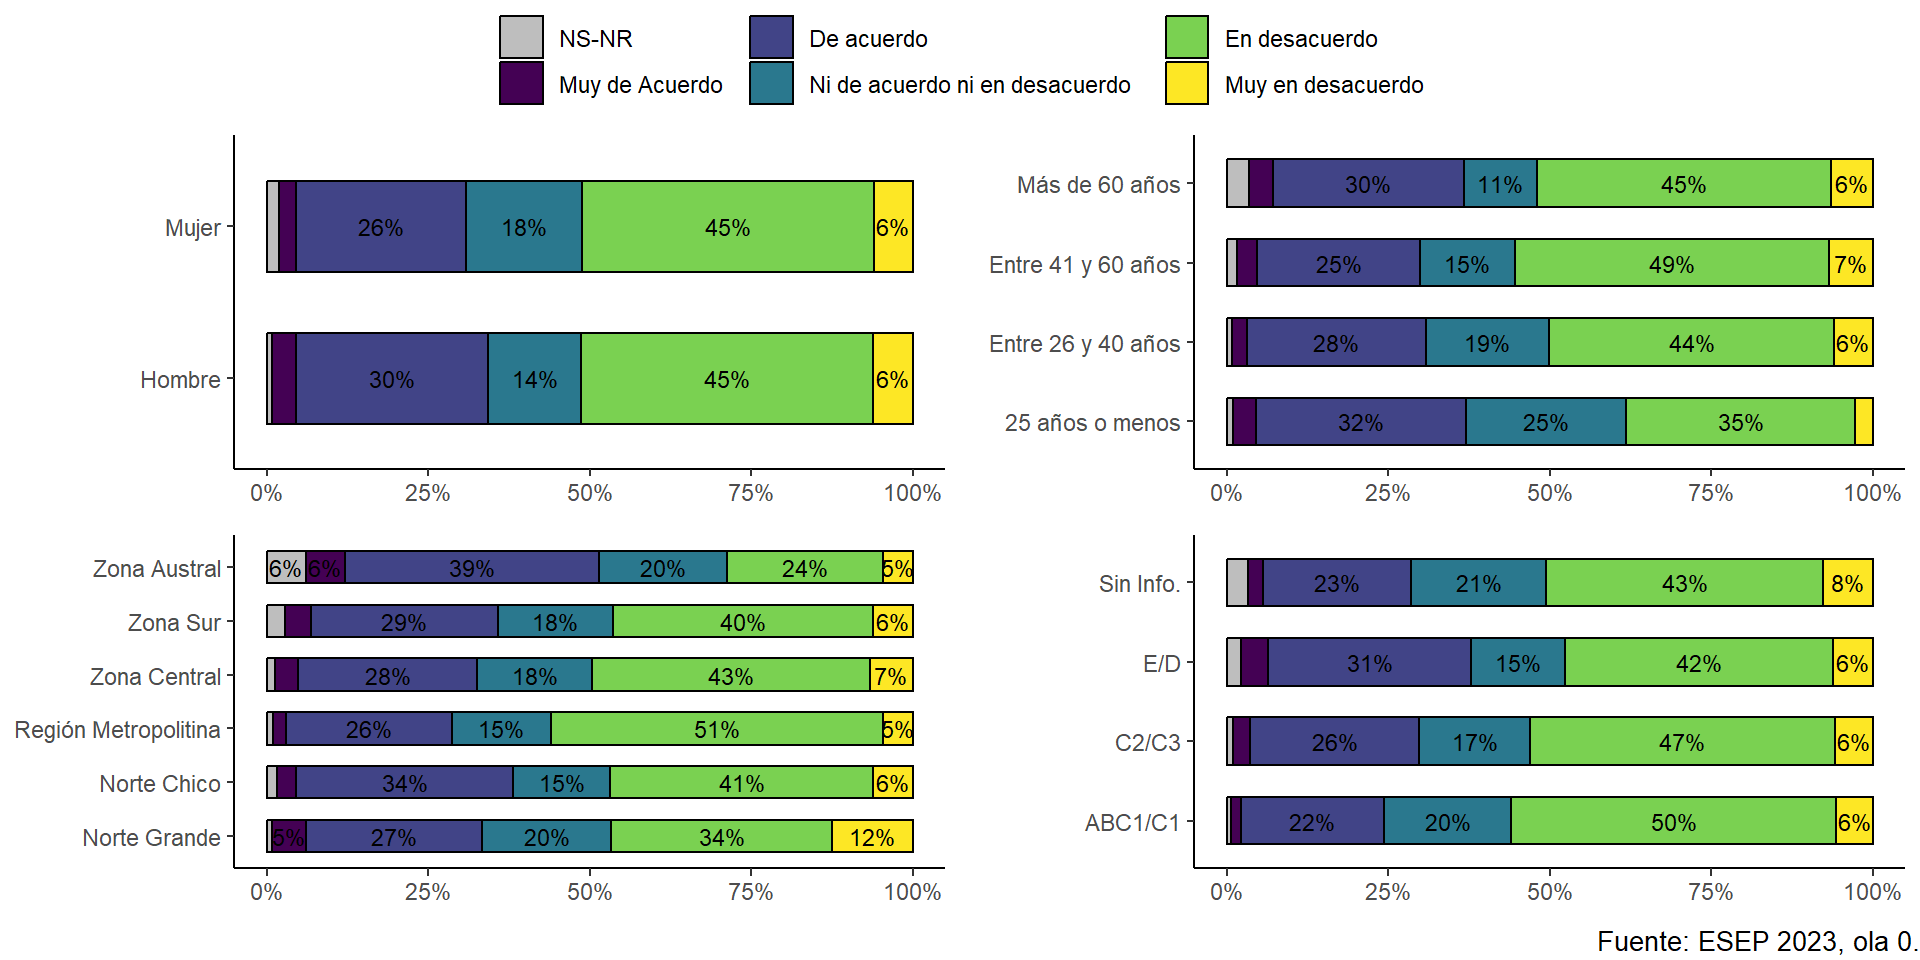 NS-NR De acuerdo En desacuerdo
Muy de Acuerdo Ni de acuerdo ni en desacuerdo Muy en desacuerdo
Mujer 26% 18% 45% 6%
Hombre 30% 14% 45% 6%
0% 25% 50% 75% 100%
Más de 60 años 30% 11% 45% 6%
Entre 41 y 60 años 25% 15% 49% 7%
Entre 26 y 40 años 28% 19% 44% 6%
25 años o menos 32% 25% 35%
0% 25% 50% 75% 100%
Zona Austral 6% 6% 39% 20% 24% 5%
Zona Sur 29% 18% 40% 6%
Zona Central 28% 18% 43% 7%
Región Metropolitina 26% 15% 51% 5%
Norte Chico 34% 15% 41% 6%
Norte Grande 5% 27% 20% 34% 12%
0% 25% 50% 75% 100%
Sin Info. 23% 21% 43% 8%
E/D 31% 15% 42% 6%
C2/C3 26% 17% 47% 6%
ABC1/C1 22% 20% 50% 6%
0% 25% 50% 75% 100%
Fuente: ESEP 2023, ola 0.